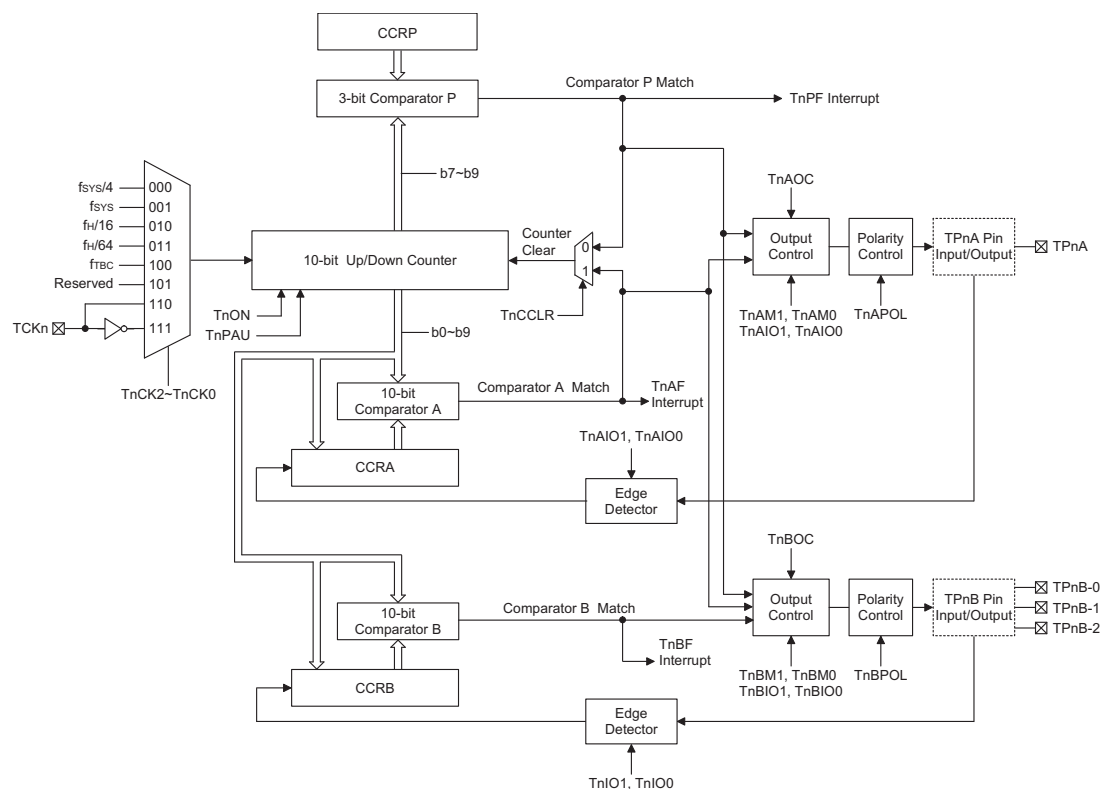 CCRP
3-bit Comparator P
Comparator P Match
TnPF Interrupt
b7~b9
fSYS/4
000
fSYS
001
fH/16
010
fH/64
011
fTBC
100
Reserved
101
110
TCKn
111
TnCK2~TnCK0
10-bit Up/Down Counter
Counter
Clear
0
1
TnCCLR
TnON
TnPAU
b0~b9
TnAOC
Output
Control
Polarity
Control
TPnA Pin
Input/Output
TPnA
TnAM1, TnAM0
TnAIO1, TnAIO0
TnAPOL
10-bit
Comparator A
Comparator A Match
TnAF
Interrupt
CCRA
TnAIO1, TnAIO0
Edge
Detector
TnBOC
Output
Control
Polarity
Control
TPnB Pin
Input/Output
TPnB-0
TPnB-1
TPnB-2
TnBM1, TnBM0
TnBIO1, TnBIO0
TnBPOL
10-bit
Comparator B
Comparator B Match
TnBF
Interrupt
CCRB
Edge
Detector
TnIO1, TnIO0